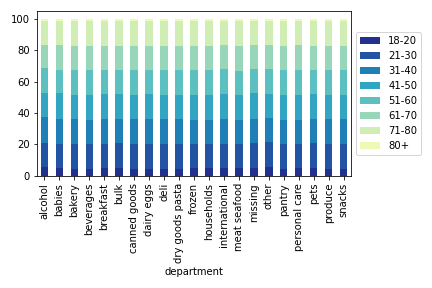 100
80
60
40
20
0
alcohol
babies
bakery
beverages
breakfast
bulk
canned goods
dairy eggs
deli
dry goods pasta
frozen
households
international
meat seafood
missing
other
pantry
personal care
pets
produce
snacks
department
18-20
21-30
31-40
41-50
51-60
61-70
71-80
80+